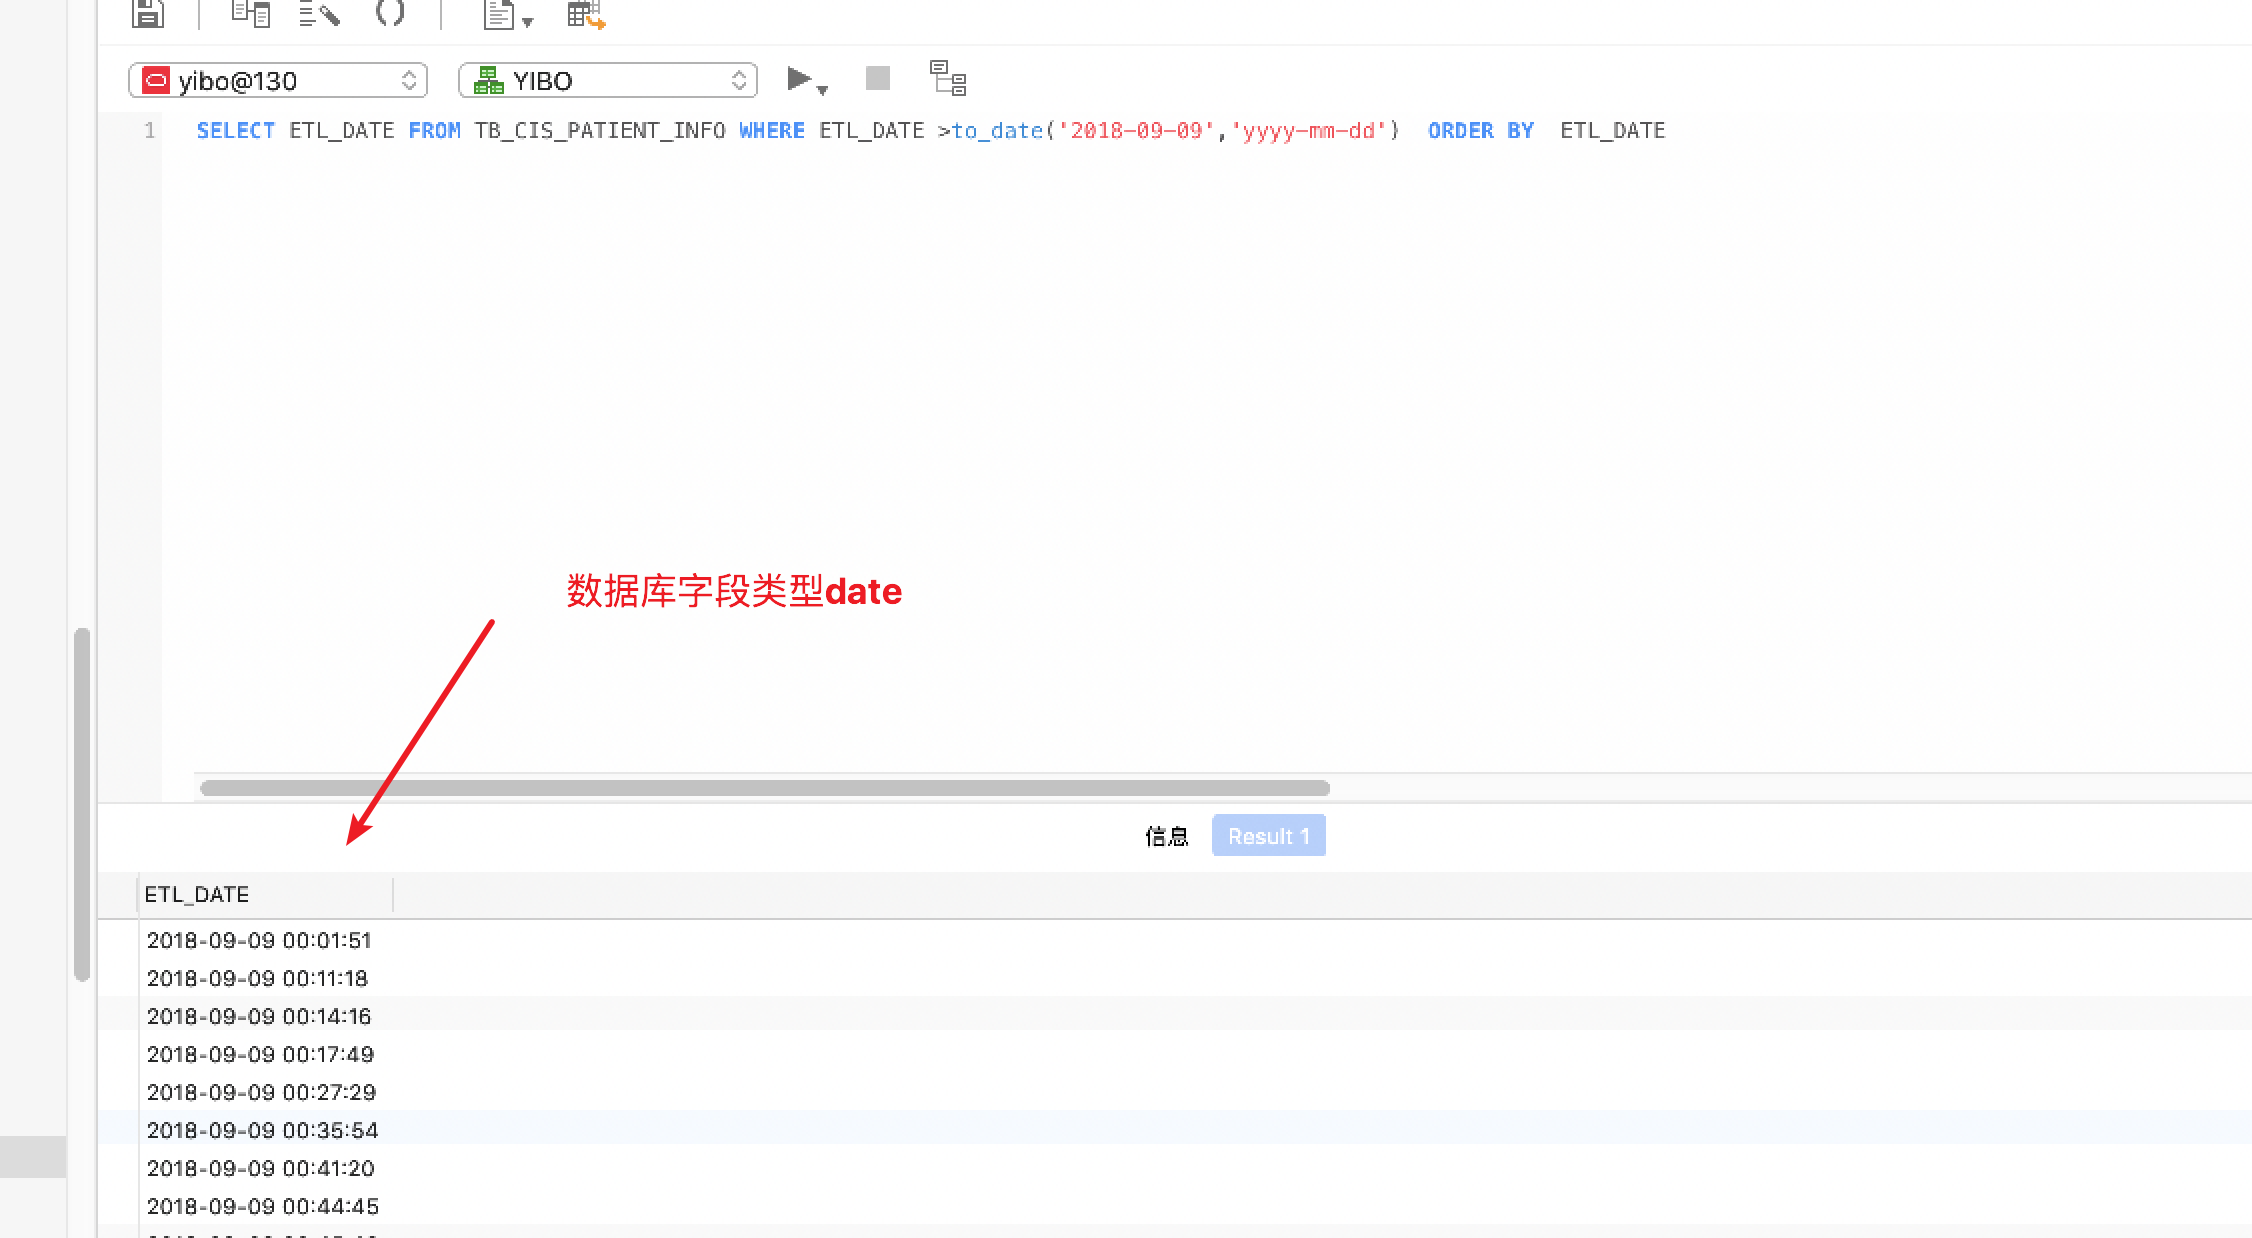 yibo@130 YIBO
1 SELECT ETL_DATE FROM TB_CIS_PATIENT_INFO WHERE ETL_DATE >to_date('2018-09-09','yyyy-mm-dd') ORDER BY ETL_DATE
数据库字段类型date
信息 Result 1
ETL_DATE
2018-09-09 00:01:51
2018-09-09 00:11:18
2018-09-09 00:14:16
2018-09-09 00:17:49
2018-09-09 00:27:29
2018-09-09 00:35:54
2018-09-09 00:41:20
2018-09-09 00:44:45